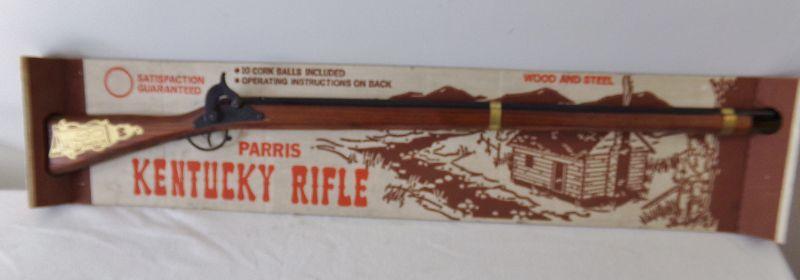 SATISFACTION
GUARANTEED
• 10 CORK BALLS INCLUDED
• OPERATING INSTRUCTIONS ON BACK
WOOD AND STEEL
PARRIS
KENTUCKY RIFLE